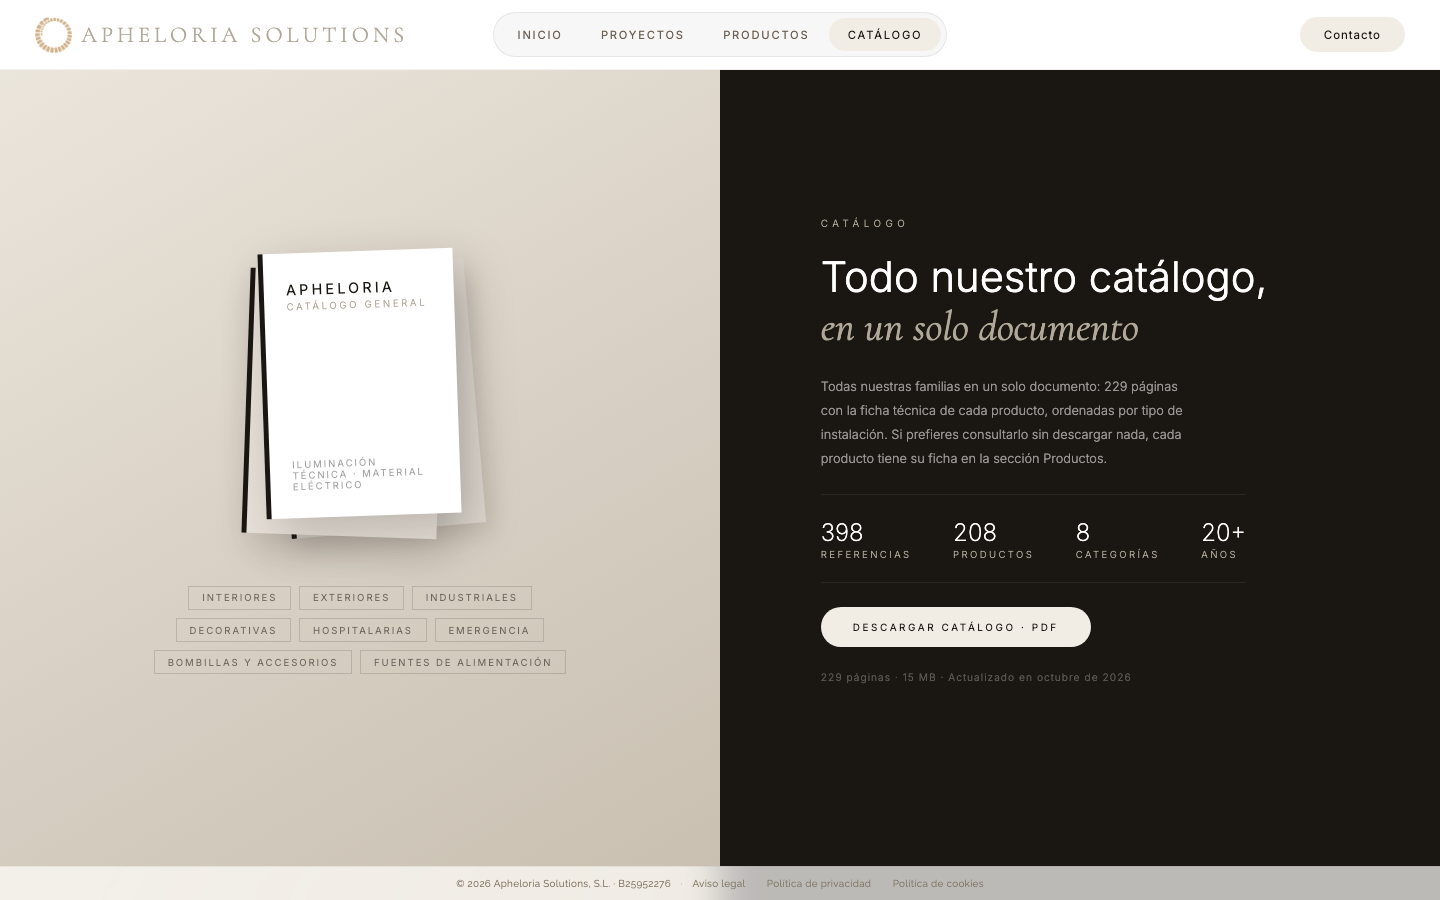 APHELORIA SOLUTIONS
INICIO
PROYECTOS
PRODUCTOS
CATÁLOGO
Contacto
APHELORIA
CATÁLOGO GENERAL
ILUMINACIÓN
TÉCNICA · MATERIAL
ELÉCTRICO
INTERIORES
EXTERIORES
INDUSTRIALES
DECORATIVAS
HOSPITALARIAS
EMERGENCIA
BOMBILLAS Y ACCESORIOS
FUENTES DE ALIMENTACIÓN
CATÁLOGO
Todo nuestro catálogo,
en un solo documento
Todas nuestras familias en un solo documento: 229 páginas
con la ficha técnica de cada producto, ordenadas por tipo de
instalación. Si prefieres consultarlo sin descargar nada, cada
producto tiene su ficha en la sección Productos.
398
REFERENCIAS
208
PRODUCTOS
8
CATEGORÍAS
20+
AÑOS
DESCARGAR CATÁLOGO · PDF
229 páginas · 15 MB · Actualizado en octubre de 2026
© 2026 Apheloria Solutions, S.L. · B25952276 · Aviso legal Política de privacidad Política de cookies